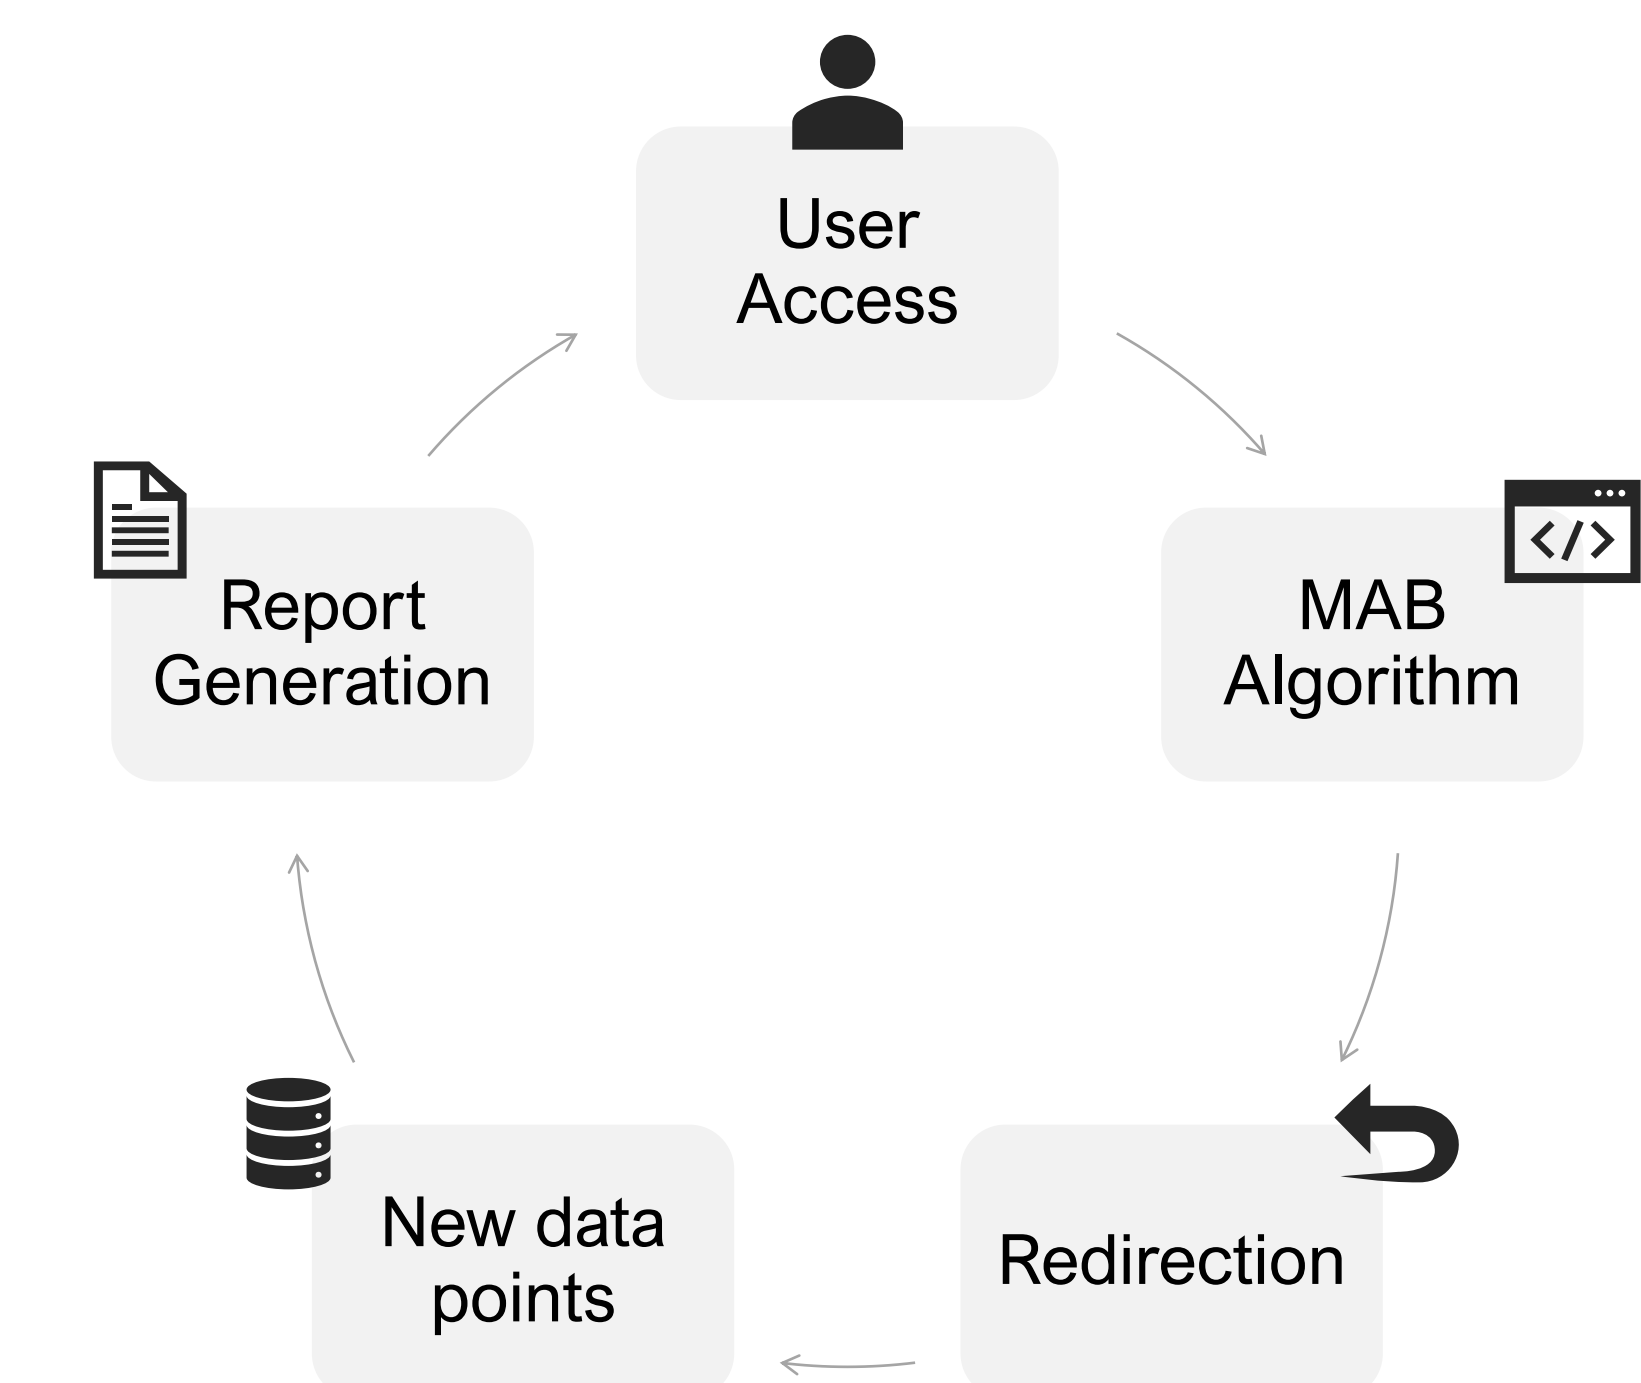 User
Access
MAB
Algorithm
Redirection
New data
points
Report
Generation